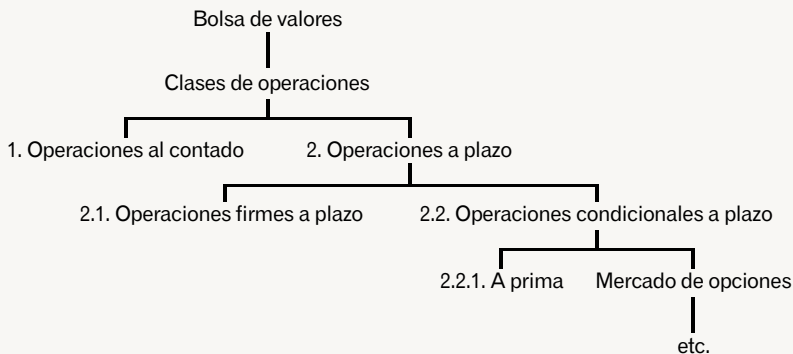 Bolsa de valores
Clases de operaciones
1. Operaciones al contado
2. Operaciones a plazo
2.1. Operaciones firmes a plazo
2.2. Operaciones condicionales a plazo
2.2.1. A prima
Mercado de opciones
etc.